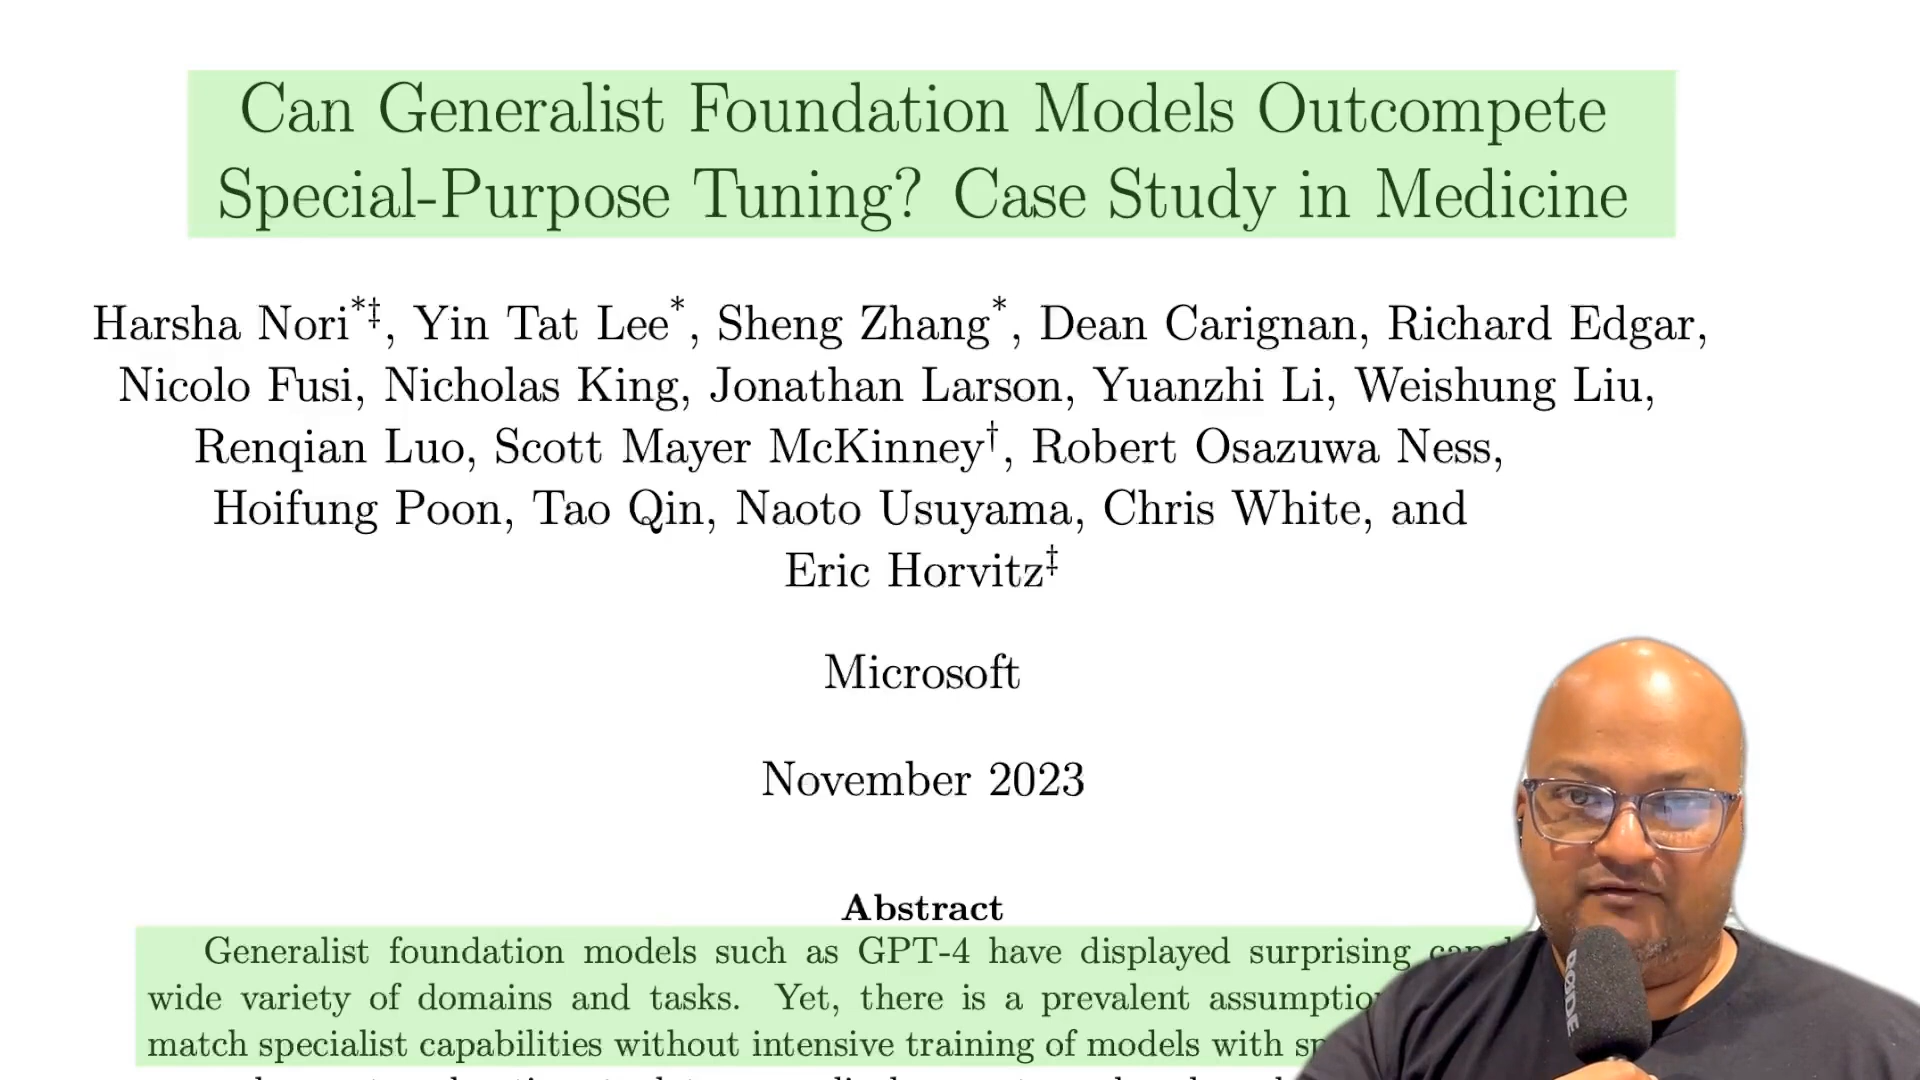 Can Generalist Foundation Models Outcompete
Special-Purpose Tuning? Case Study in Medicine
Harsha Nori*‡, Yin Tat Lee*, Sheng Zhang*, Dean Carignan, Richard Edgar,
Nicolo Fusi, Nicholas King, Jonathan Larson, Yuanzhi Li, Weishung Liu,
Renqian Luo, Scott Mayer McKinney†, Robert Osazuwa Ness,
Hoifung Poon, Tao Qin, Naoto Usuyama, Chris White, and
Eric Horvitz‡
Microsoft
November 2023
Abstract
Generalist foundation models such as GPT-4 have displayed surprising
wide variety of domains and tasks. Yet, there is a prevalent
match specialist capabilities without intensive training of models with
RODE